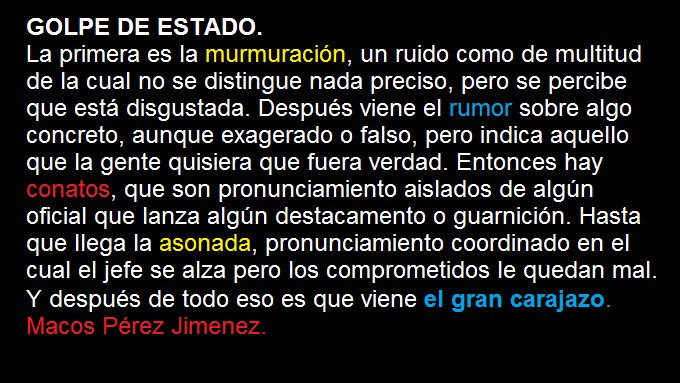 GOLPE DE ESTADO.
La primera es la murmuración, un ruido como de multitud
de la cual no se distingue nada preciso, pero se percibe
que está disgustada. Después viene el rumor sobre algo
concreto, aunque exagerado o falso, pero indica aquello
que la gente quisiera que fuera verdad. Entonces hay
conatos, que son pronunciamiento aislados de algún
oficial que lanza algún destacamento o guarnición. Hasta
que llega la asonada, pronunciamiento coordinado en el
cual el jefe se alza pero los comprometidos le quedan mal.
Y después de todo eso es que viene el gran carajazo.
Macos Pérez Jimenez.